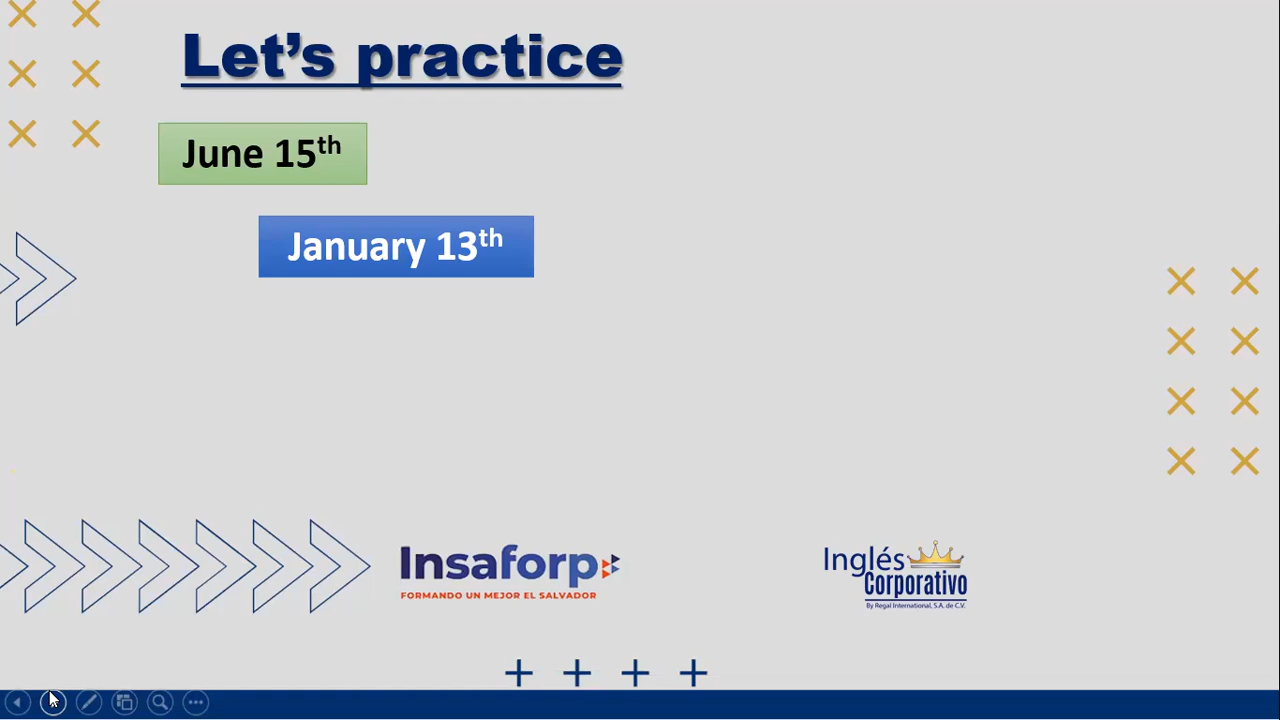 Let's practice
June 15th
January 13th
Insaforp
FORMANDO UN MEJOR EL SALVADOR
Inglés
Corporativo
By Regal International, S.A. de C.V.